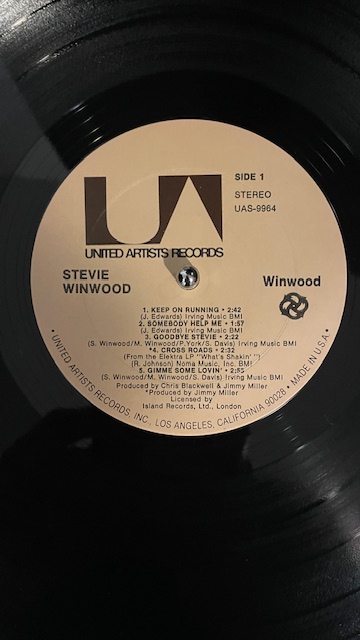 UA
UNITED ARTISTS RECORDS
SIDE 1
STEREO
UAS-9964
STEVIE
WINWOOD
Winwood
1. KEEP ON RUNNING • 2:42
(J. Edwards) Irving Music BMI
2. SOMEBODY HELP ME • 1:57
(J. Edwards) Irving Music BMI
3. GOODBYE STEVIE • 2:22
(S. Winwood/M. Winwood/P.York/S. Davis) Irving Music BMI
*4. CROSS ROADS • 2:32
(From the Elektra LP "What's Shakin' ")
(R. Johnson) Noma Music, Inc. BMI
5. GIMME SOME LOVIN' • 2:55
(S. Winwood/M. Winwood/S. Davis) Irving Music BMI
Produced by Chris Blackwell & Jimmy Miller
*Produced by Jimmy Miller
Licensed by
Island Records, Ltd., London
• UNITED ARTISTS RECORDS, INC., LOS ANGELES, CALIFORNIA 90028 • MADE IN U.S.A. •